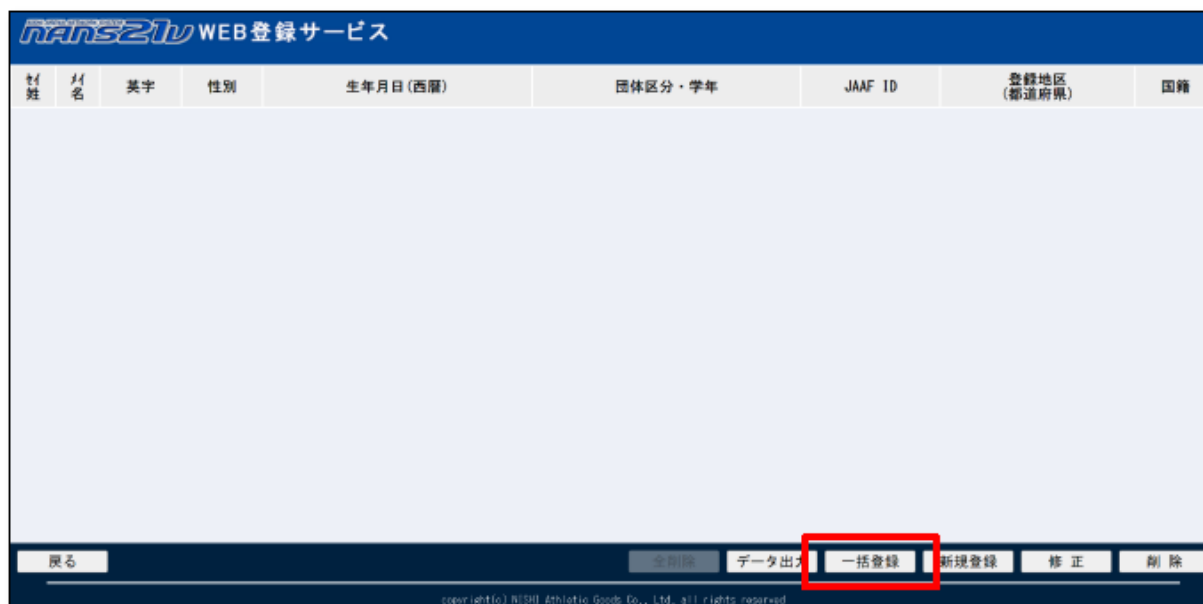 nans21v WEB登録サービス
ｾｲ ﾒｲ 登録地区
姓 名 英字 性別 生年月日(西暦) 団体区分・学年 JAAF ID (都道府県) 国籍
戻る 全削除 データ出力 一括登録 新規登録 修 正 削 除
copyright(c) NISHI Athletic Goods Co., Ltd. all rights reserved